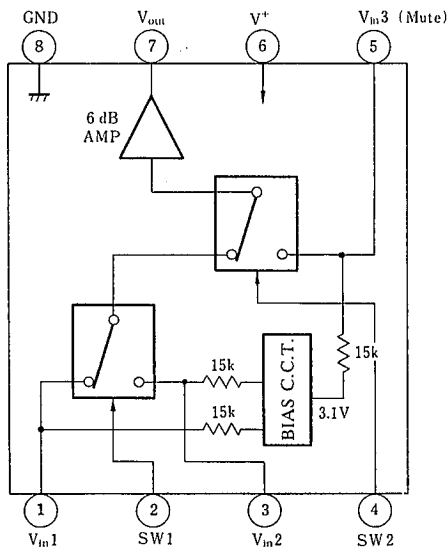 GND Vout V+ Vin3 (Mute)
8 7 6 5
6 dB
AMP
15k
15k
15k
BIAS C.C.T.
3.1V
1 2 3 4
Vin1 SW1 Vin2 SW2